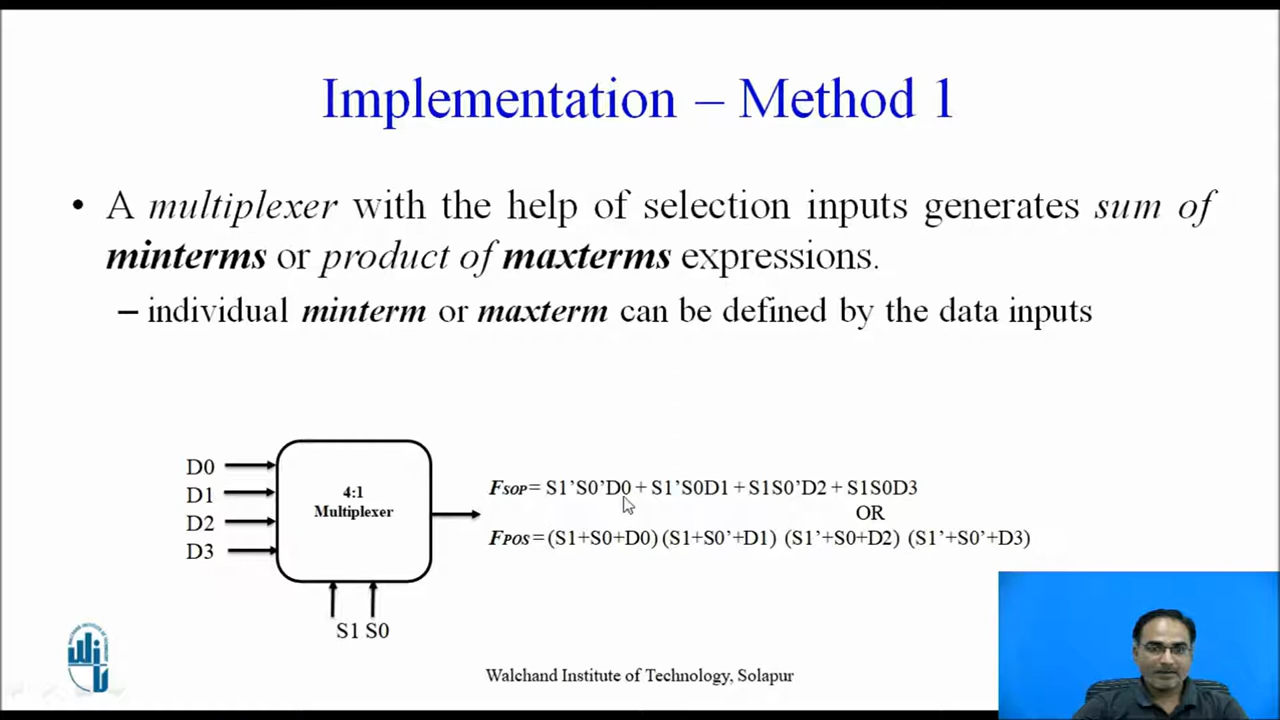 Implementation – Method 1
• A multiplexer with the help of selection inputs generates sum of
minterms or product of maxterms expressions.
– individual minterm or maxterm can be defined by the data inputs
D0
D1
D2
D3
4:1
Multiplexer
S1 S0
FSOP= S1’S0’D0 + S1’S0D1 + S1S0’D2 + S1S0D3
OR
FPOS=(S1+S0+D0) (S1+S0’+D1) (S1’+S0+D2) (S1’+S0’+D3)
Walchand Institute of Technology, Solapur